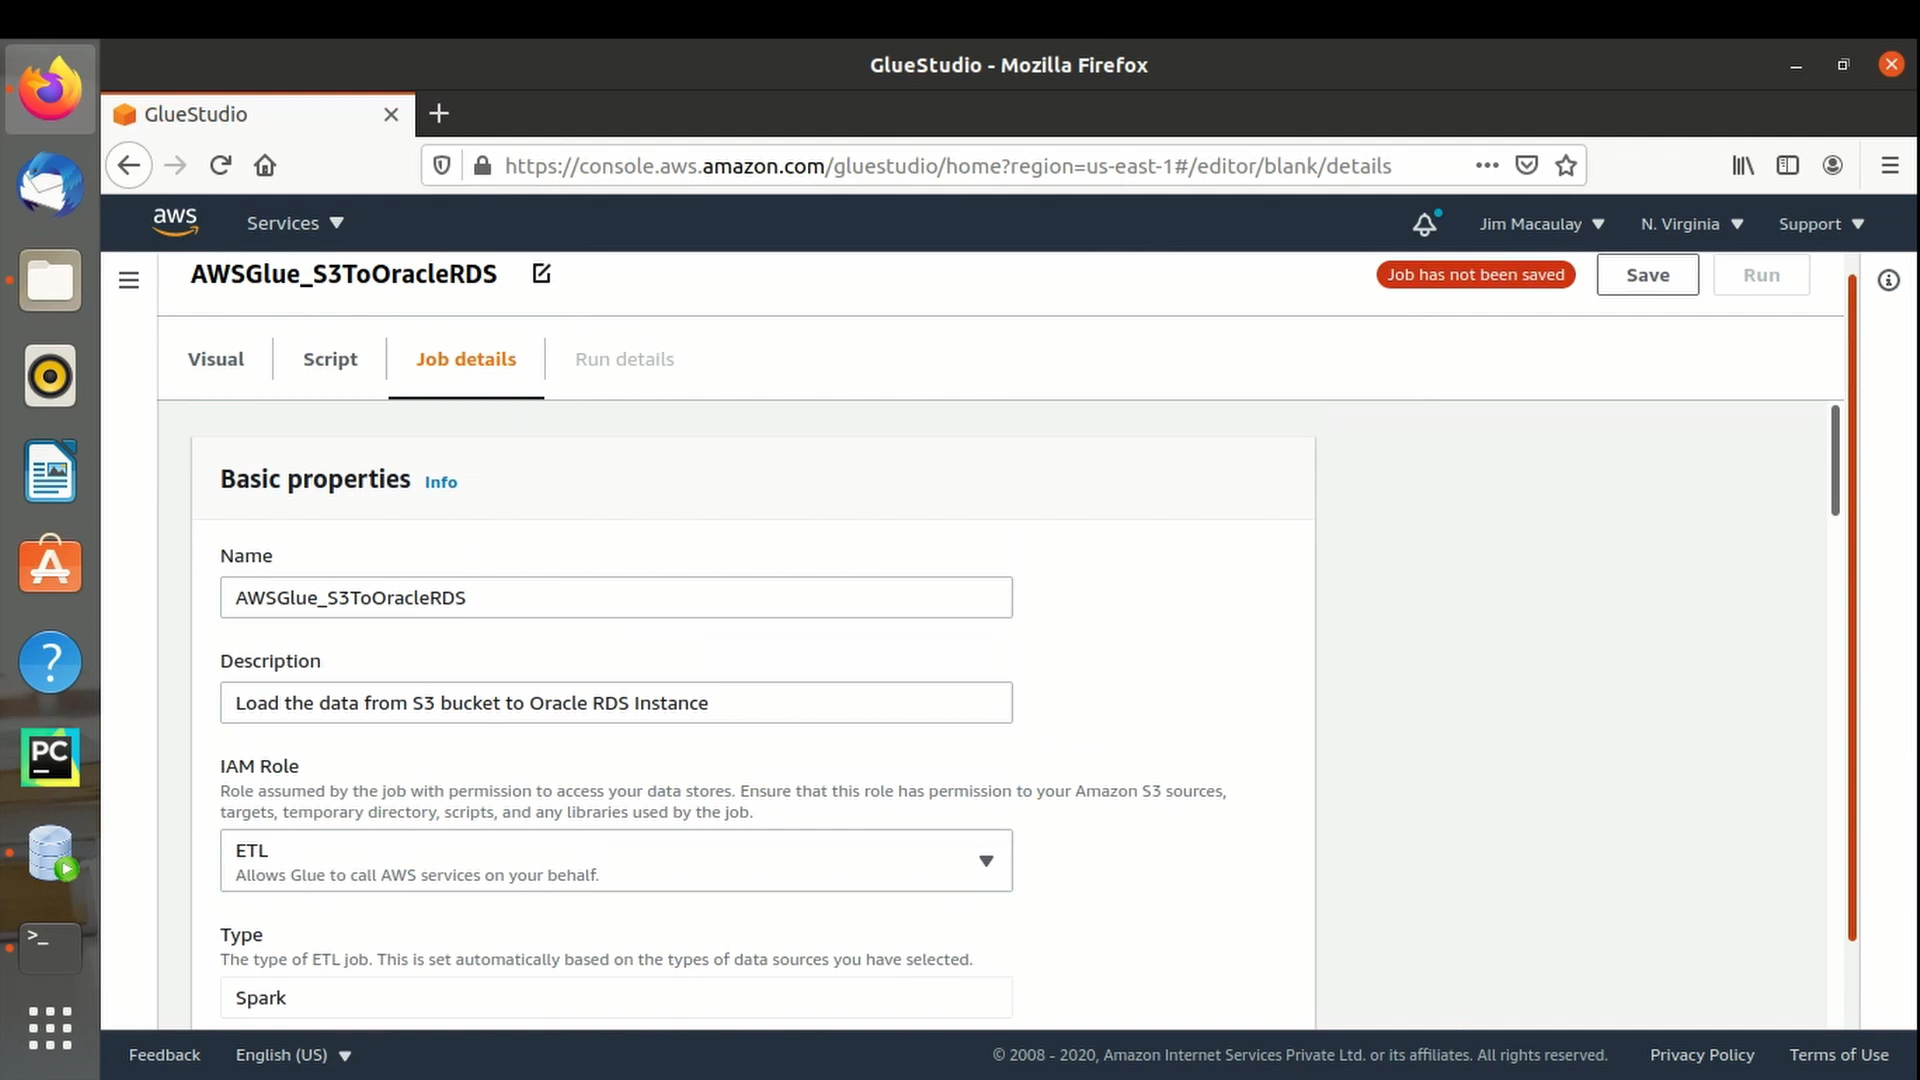 GlueStudio - Mozilla Firefox
GlueStudio
https://console.aws.amazon.com/gluestudio/home?region=us-east-1#/editor/blank/details
aws
Services
Jim Macaulay
N. Virginia
Support
AWSGlue_S3ToOracleRDS
Job has not been saved
Save
Run
Visual
Script
Job details
Run details
Basic properties Info
Name
AWSGlue_S3ToOracleRDS
Description
Load the data from S3 bucket to Oracle RDS Instance
IAM Role
Role assumed by the job with permission to access your data stores. Ensure that this role has permission to your Amazon S3 sources,
targets, temporary directory, scripts, and any libraries used by the job.
ETL
Allows Glue to call AWS services on your behalf.
Type
The type of ETL job. This is set automatically based on the types of data sources you have selected.
Spark
PC
Feedback
English (US)
© 2008 - 2020, Amazon Internet Services Private Ltd. or its affiliates. All rights reserved.
Privacy Policy
Terms of Use